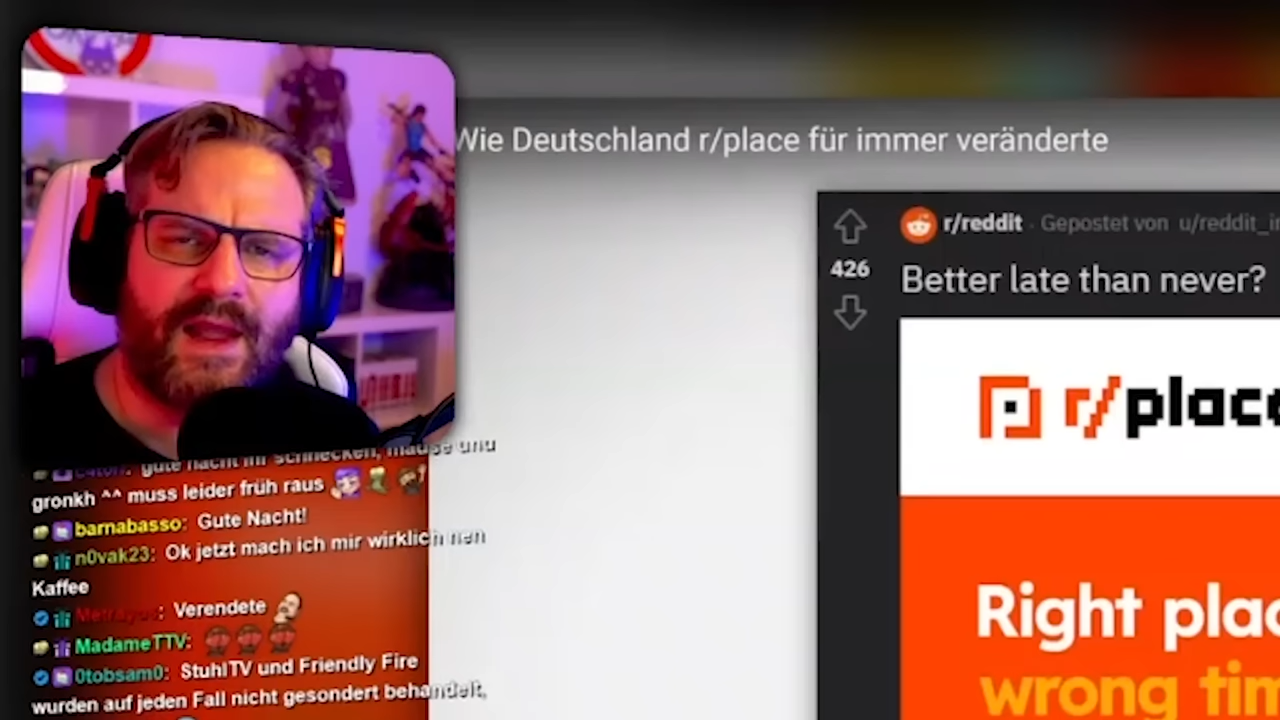 Wie Deutschland r/place für immer veränderte
r/reddit · Gepostet von u/reddit_i
426
Better late than never?
r/place
Right plac
wrong tim
gute nacht ihr schnecken, mäuse und
gronkh ^^ muss leider früh raus
barnabasso: Gute Nacht!
n0vak23: Ok jetzt mach ich mir wirklich nen
Kaffee
Verendete
MadameTTV:
0tobsam0: StuhlTV und Friendly Fire
wurden auf jeden Fall nicht gesondert behandelt,